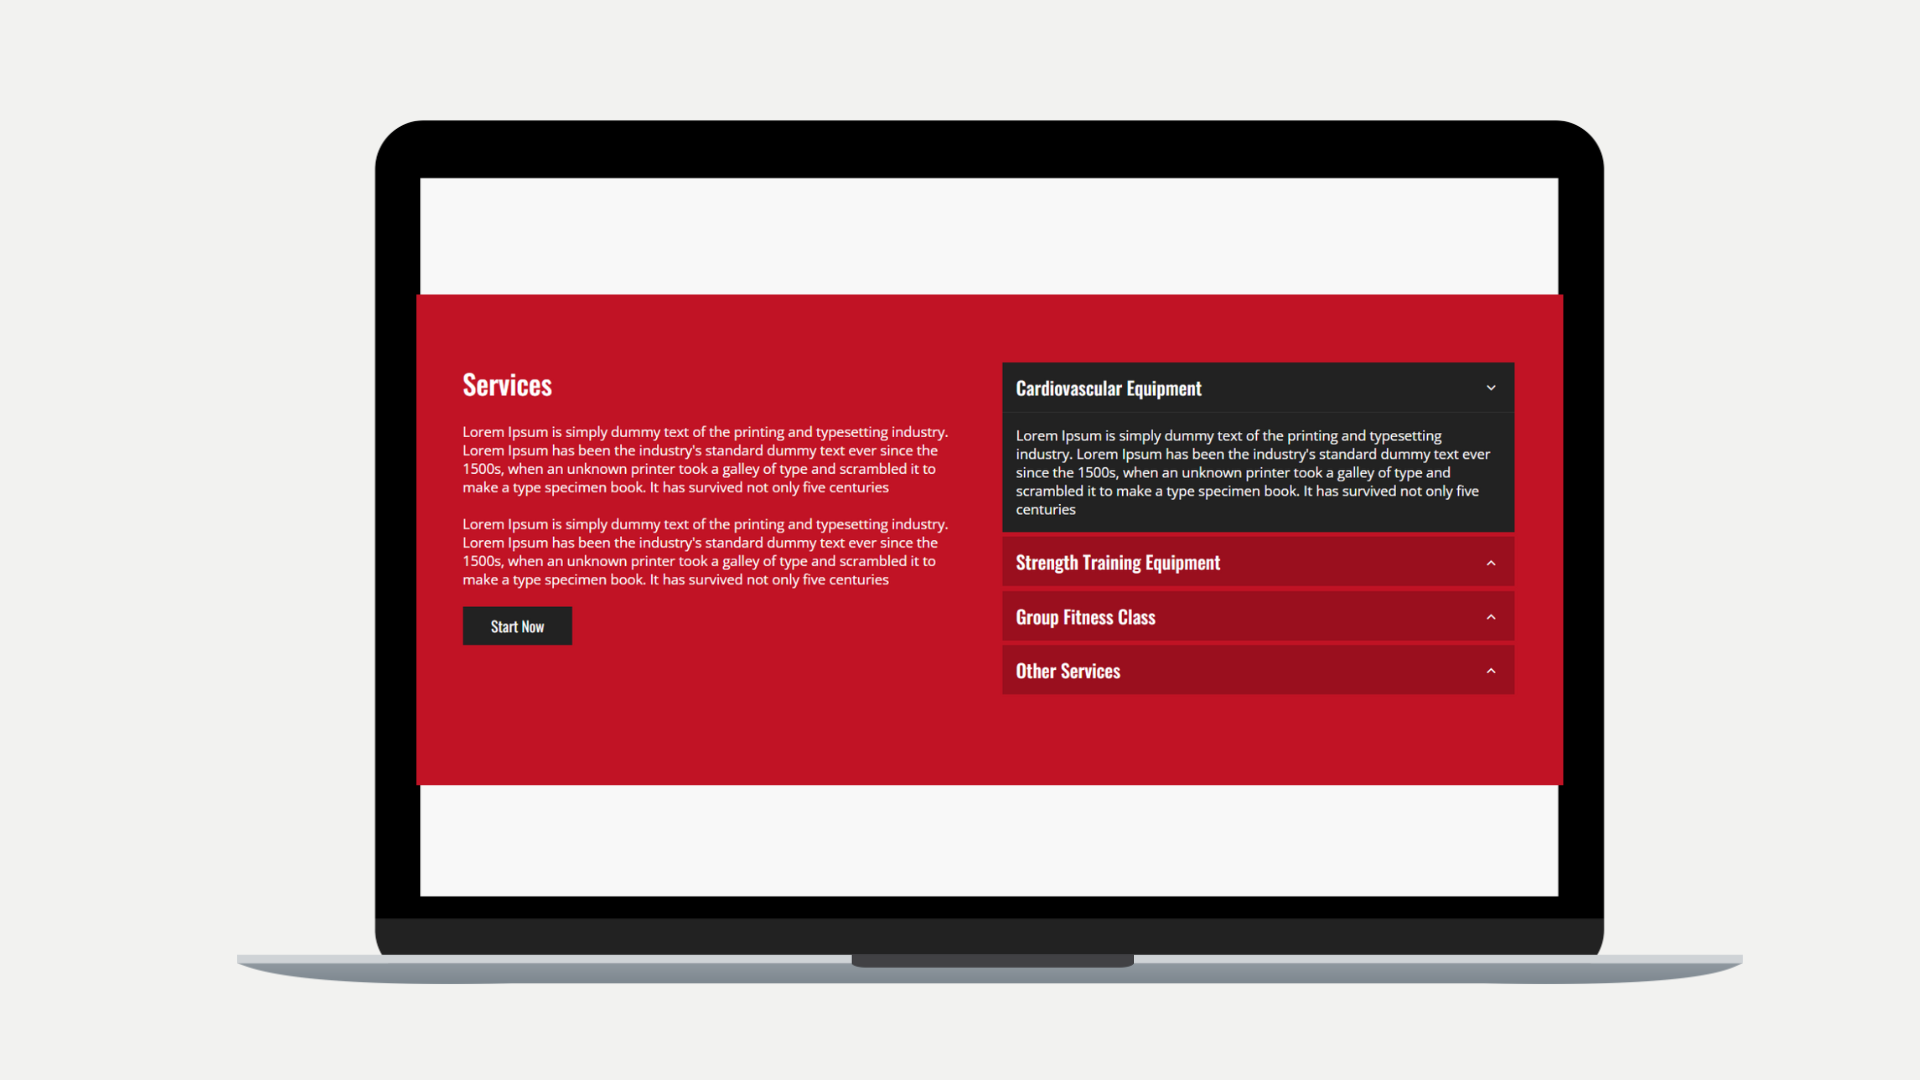 Services
Lorem Ipsum is simply dummy text of the printing and typesetting industry.
Lorem Ipsum has been the industry's standard dummy text ever since the
1500s, when an unknown printer took a galley of type and scrambled it to
make a type specimen book. It has survived not only five centuries
Lorem Ipsum is simply dummy text of the printing and typesetting industry.
Lorem Ipsum has been the industry's standard dummy text ever since the
1500s, when an unknown printer took a galley of type and scrambled it to
make a type specimen book. It has survived not only five centuries
Start Now
Cardiovascular Equipment
Lorem Ipsum is simply dummy text of the printing and typesetting
industry. Lorem Ipsum has been the industry's standard dummy text ever
since the 1500s, when an unknown printer took a galley of type and
scrambled it to make a type specimen book. It has survived not only five
centuries
Strength Training Equipment
Group Fitness Class
Other Services